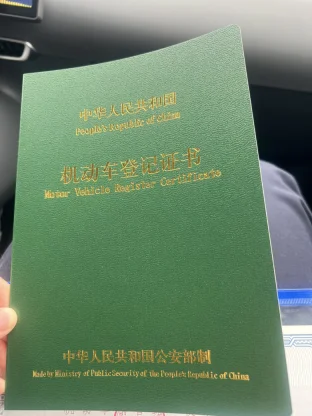 中华人民共和国
People's Republic of China
机动车登记证书
Motor Vehicle Register Certificate
中华人民共和国公安部制
Made by Ministry of Public Security of the People's Republic of China